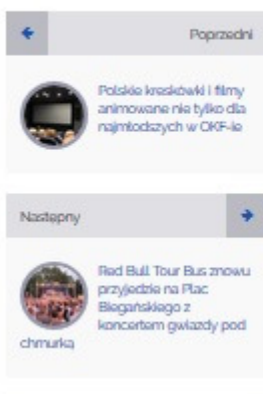 Poprzedni
Polskie kreskówki i filmy
animowane nie tylko dla
najmłodszych w OKF-ie
Następny
Red Bull Tour Bus znowu
przyjedzie na Plac
Biegańskiego z
koncertem gwiazdy pod
chmurką